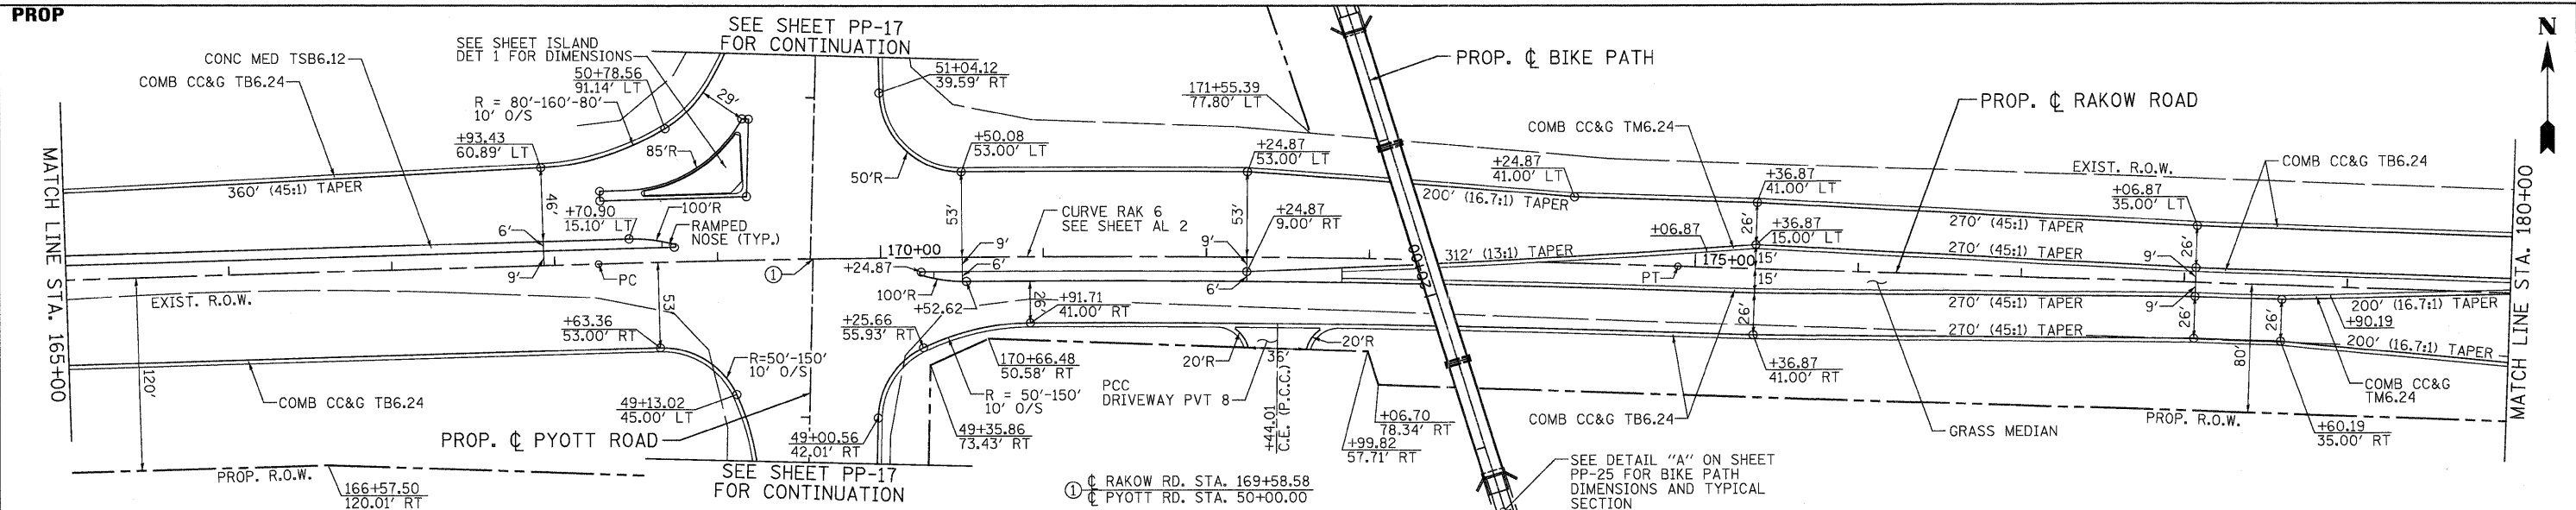 PROP
SEE SHEET PP-17
FOR CONTINUATION
N
SEE SHEET ISLAND
DET 1 FOR DIMENSIONS
CONC MED TSB6.12
COMB CC&G TB6.24
50+78.56
91.14' LT
R = 80'-160'-80'
10' O/S
29'
51+04.12
39.59' RT
171+55.39
77.80' LT
PROP. ℄ BIKE PATH
PROP. ℄ RAKOW ROAD
COMB CC&G TM6.24
+93.43
60.89' LT
85'R
50'R
+50.08
53.00' LT
+24.87
53.00' LT
+24.87
41.00' LT
+36.87
41.00' LT
EXIST. R.O.W.
COMB CC&G TB6.24
+06.87
35.00' LT
MATCH LINE STA. 165+00
MATCH LINE STA. 180+00
360' (45:1) TAPER
46'
+70.90
15.10' LT
100'R
RAMPED
NOSE (TYP.)
53'
CURVE RAK 6
SEE SHEET AL 2
53'
+24.87
9.00' RT
200' (16.7:1) TAPER
26'
+36.87
15.00' LT
270' (45:1) TAPER
26'
6'
9'
PC
1
170+00
9'
6'
9'
6'
312' (13:1) TAPER
+06.87
PT
175+00
15'
15'
270' (45:1) TAPER
9'
9'
EXIST. R.O.W.
+24.87
100'R
+52.62
26'
+91.71
41.00' RT
20+00
53'
120'
+63.36
53.00' RT
+25.66
55.93' RT
26'
270' (45:1) TAPER
270' (45:1) TAPER
26'
26'
80'
200' (16.7:1) TAPER
+90.19
200' (16.7:1) TAPER
R=50'-150'
10' O/S
170+66.48
50.58' RT
20'R
36'
20'R
+36.87
41.00' RT
COMB CC&G TB6.24
49+13.02
45.00' LT
R = 50'-150'
10' O/S
PCC
DRIVEWAY PVT 8
+44.01
C.E. (P.C.C.)
COMB CC&G
TM6.24
PROP. ℄ PYOTT ROAD
49+00.56
42.01' RT
49+35.86
73.43' RT
+99.82
57.71' RT
+06.70
78.34' RT
COMB CC&G TB6.24
GRASS MEDIAN
PROP. R.O.W.
+60.19
35.00' RT
PROP. R.O.W.
166+57.50
120.01' RT
SEE SHEET PP-17
FOR CONTINUATION
1 ℄ RAKOW RD. STA. 169+58.58
℄ PYOTT RD. STA. 50+00.00
SEE DETAIL "A" ON SHEET
PP-25 FOR BIKE PATH
DIMENSIONS AND TYPICAL
SECTION